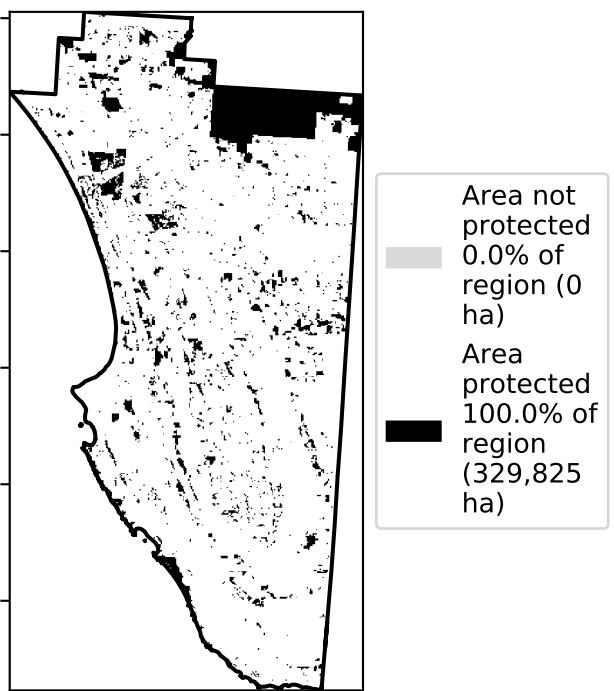 Area not
protected
0.0% of
region (0
ha)
Area
protected
100.0% of
region
(329,825
ha)